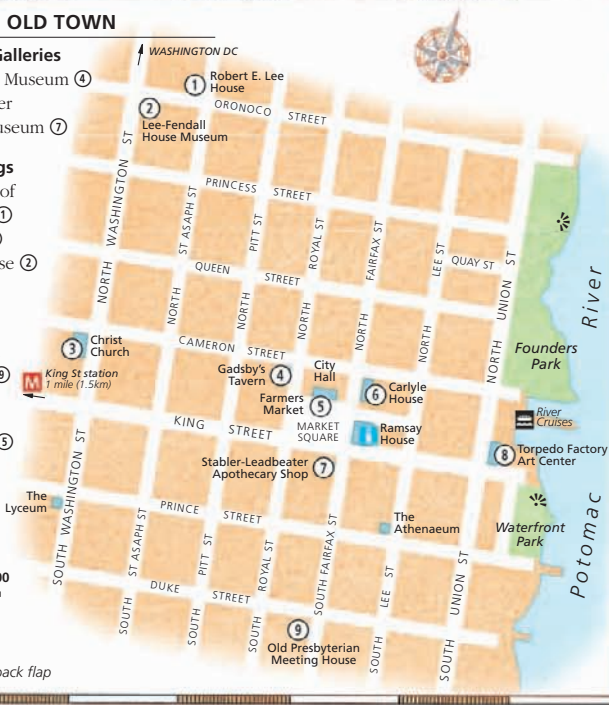 OLD TOWN
Galleries
Museum ④
er
useum ⑦
gs
of
①
)
se ②
⑨
⑤
00
back flap
WASHINGTON DC
① Robert E. Lee
House
②
Lee-Fendall
House Museum
ORONOCO STREET
PRINCESS STREET
QUEEN STREET
QUAY ST
CAMERON STREET
KING STREET
PRINCE STREET
DUKE STREET
NORTH WASHINGTON ST
NORTH ST ASAPH ST
NORTH PITT ST
NORTH ROYAL ST
NORTH FAIRFAX ST
NORTH LEE ST
NORTH UNION ST
③ Christ
Church
M King St station
1 mile (1.5km)
Gadsby's
Tavern ④
City
Hall
Farmers
Market ⑤
⑥ Carlyle
House
MARKET
SQUARE
i Ramsay
House
Founders
Park
River
Cruises
⑧ Torpedo Factory
Art Center
Stabler-Leadbeater
Apothecary Shop ⑦
The
Lyceum
The
Athenaeum
Waterfront
Park
SOUTH WASHINGTON ST
SOUTH ST ASAPH ST
SOUTH PITT ST
SOUTH ROYAL ST
SOUTH FAIRFAX ST
SOUTH LEE ST
SOUTH UNION ST
⑨
Old Presbyterian
Meeting House
Potomac River